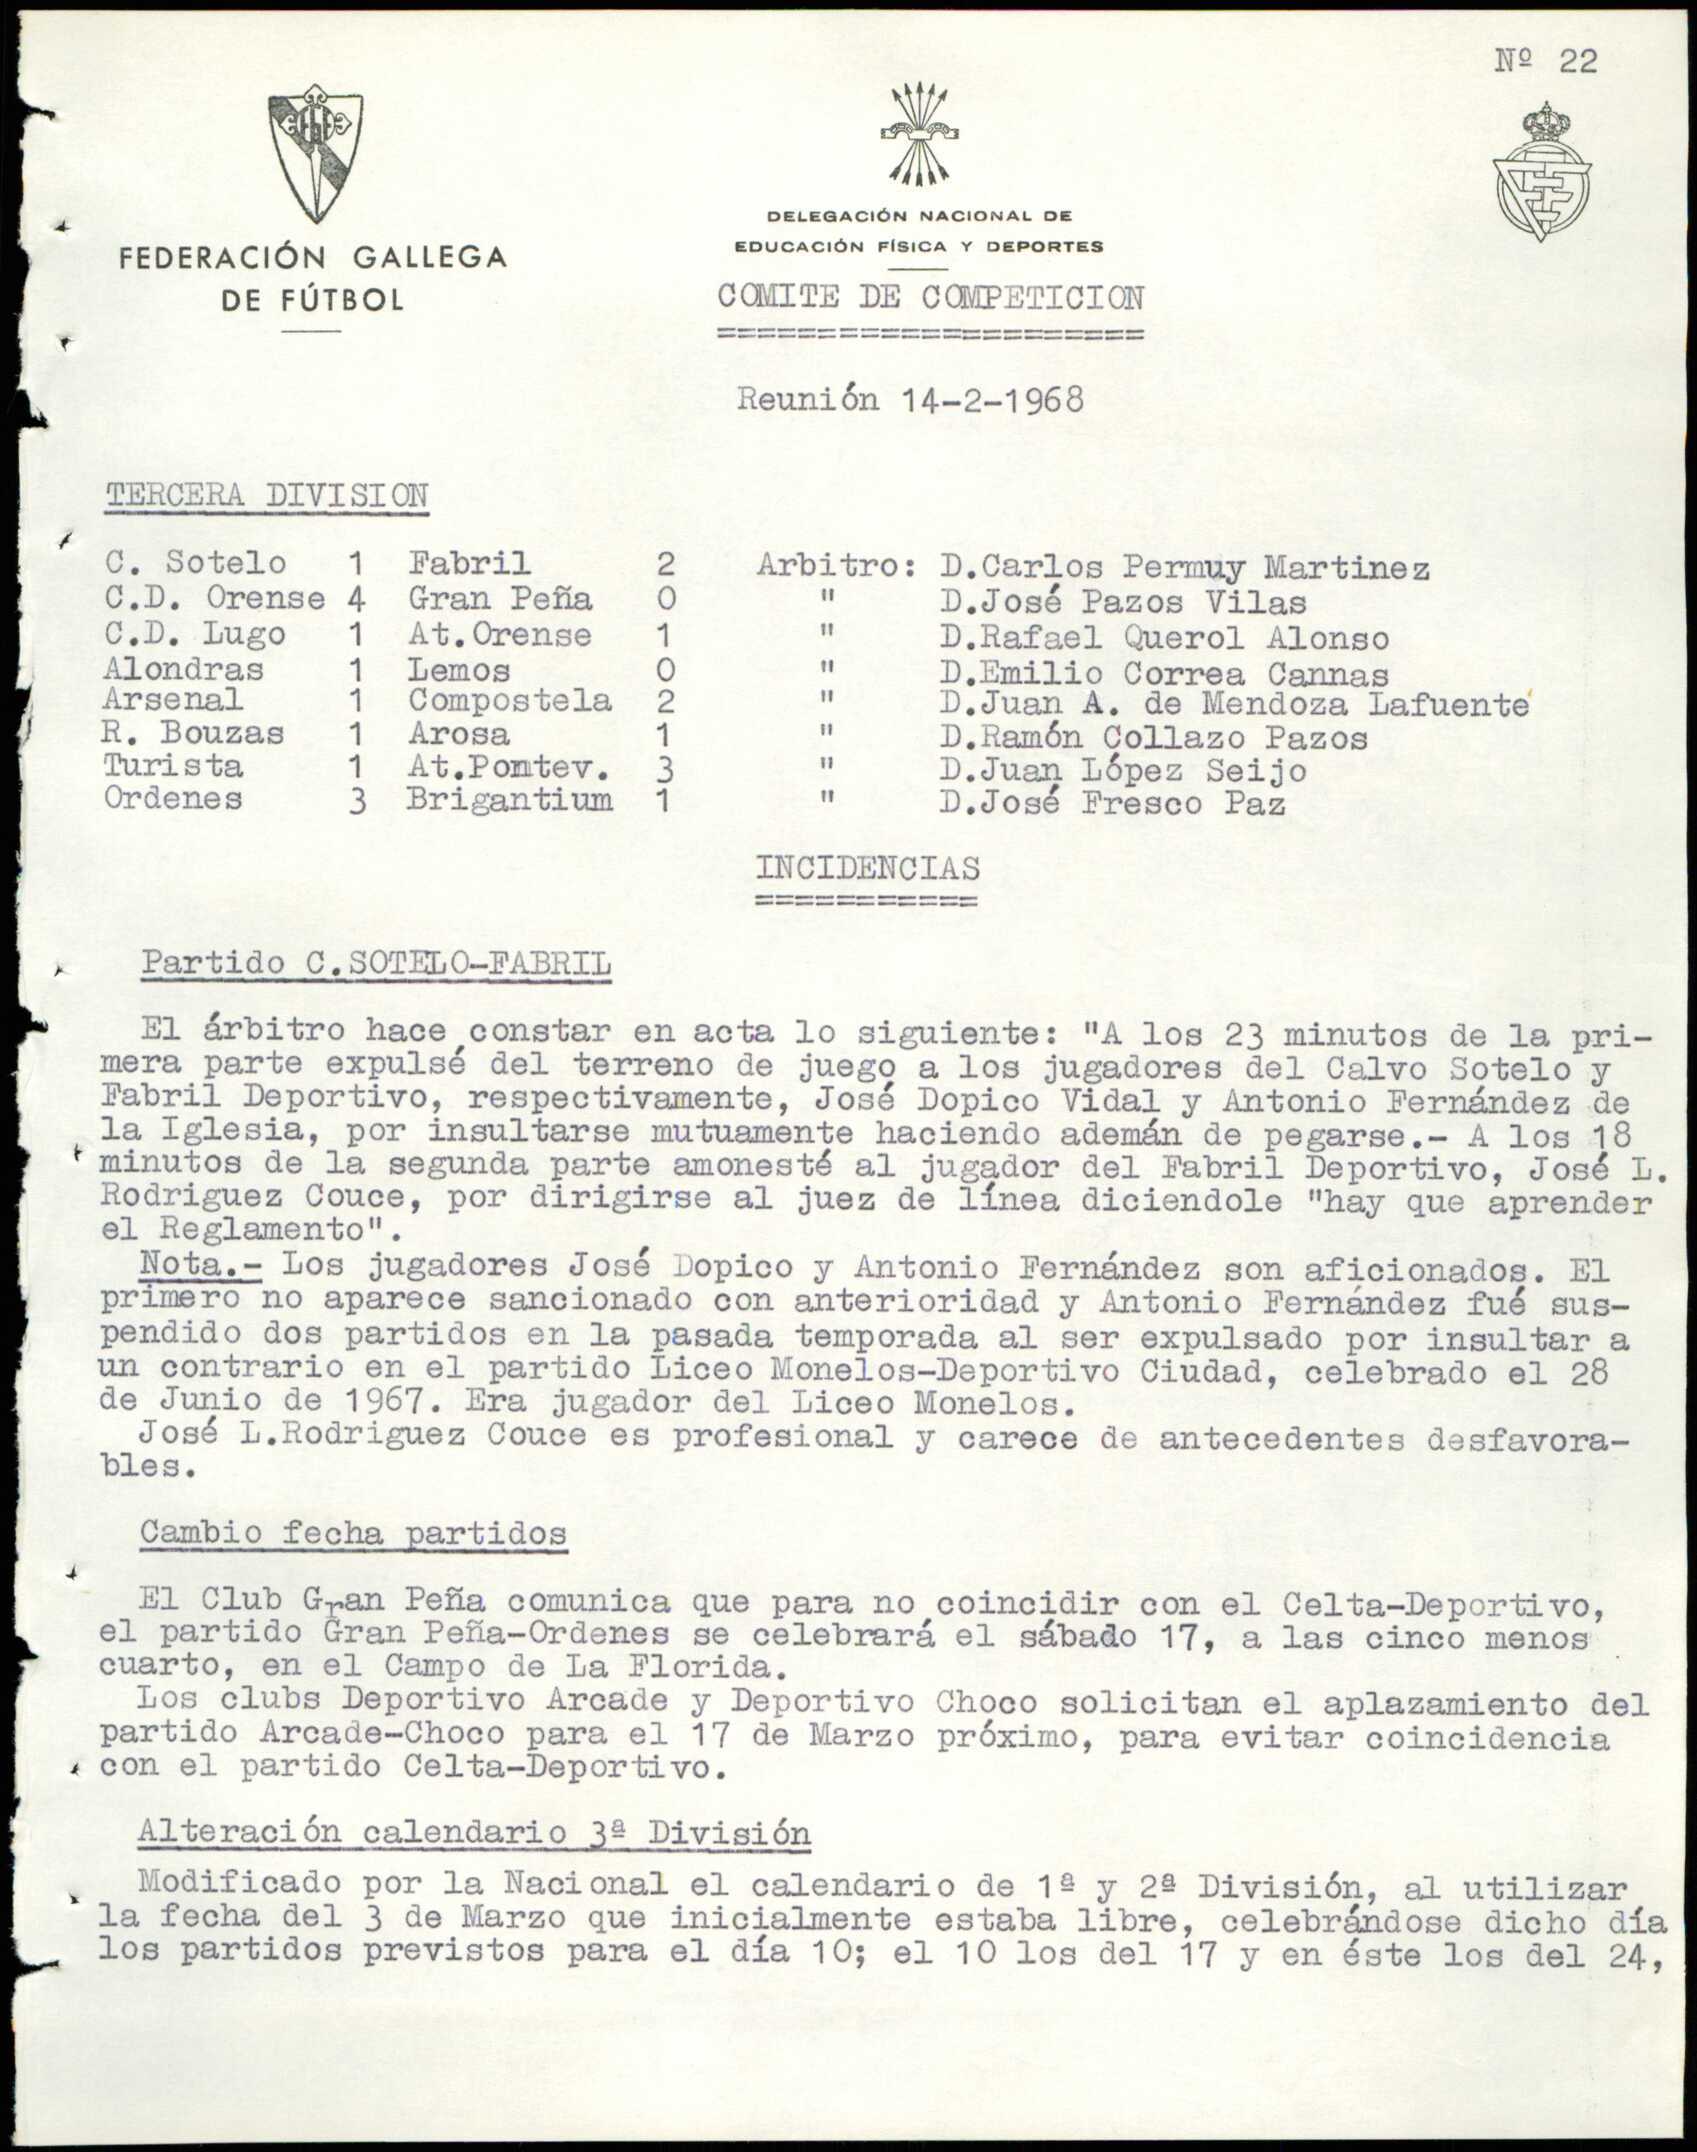 Nº 22
FEDERACIÓN GALLEGA
DE FÚTBOL
DELEGACIÓN NACIONAL DE
EDUCACIÓN FÍSICA Y DEPORTES
COMITE DE COMPETICION
=====================
Reunión 14-2-1968
TERCERA DIVISION
C. Sotelo 1 Fabril 2 Arbitro: D.Carlos Permuy Martinez
C.D. Orense 4 Gran Peña 0 " D.José Pazos Vilas
C.D. Lugo 1 At.Orense 1 " D.Rafael Querol Alonso
Alondras 1 Lemos 0 " D.Emilio Correa Cannas
Arsenal 1 Compostela 2 " D.Juan A. de Mendoza Lafuente
R. Bouzas 1 Arosa 1 " D.Ramón Collazo Pazos
Turista 1 At.Pontev. 3 " D.Juan López Seijo
Ordenes 3 Brigantium 1 " D.José Fresco Paz
INCIDENCIAS
===========
Partido C.SOTELO-FABRIL
El árbitro hace constar en acta lo siguiente: "A los 23 minutos de la pri-
mera parte expulsé del terreno de juego a los jugadores del Calvo Sotelo y
Fabril Deportivo, respectivamente, José Dopico Vidal y Antonio Fernández de
la Iglesia, por insultarse mutuamente haciendo ademán de pegarse.- A los 18
minutos de la segunda parte amonesté al jugador del Fabril Deportivo, José L.
Rodriguez Couce, por dirigirse al juez de línea diciendole "hay que aprender
el Reglamento".
Nota.- Los jugadores José Dopico y Antonio Fernández son aficionados. El
primero no aparece sancionado con anterioridad y Antonio Fernández fué sus-
pendido dos partidos en la pasada temporada al ser expulsado por insultar a
un contrario en el partido Liceo Monelos-Deportivo Ciudad, celebrado el 28
de Junio de 1967. Era jugador del Liceo Monelos.
José L.Rodriguez Couce es profesional y carece de antecedentes desfavora-
bles.
Cambio fecha partidos
El Club Gran Peña comunica que para no coincidir con el Celta-Deportivo,
el partido Gran Peña-Ordenes se celebrará el sábado 17, a las cinco menos
cuarto, en el Campo de La Florida.
Los clubs Deportivo Arcade y Deportivo Choco solicitan el aplazamiento del
partido Arcade-Choco para el 17 de Marzo próximo, para evitar coincidencia
con el partido Celta-Deportivo.
Alteración calendario 3ª División
Modificado por la Nacional el calendario de 1ª y 2ª División, al utilizar
la fecha del 3 de Marzo que inicialmente estaba libre, celebrándose dicho día
los partidos previstos para el día 10; el 10 los del 17 y en éste los del 24,